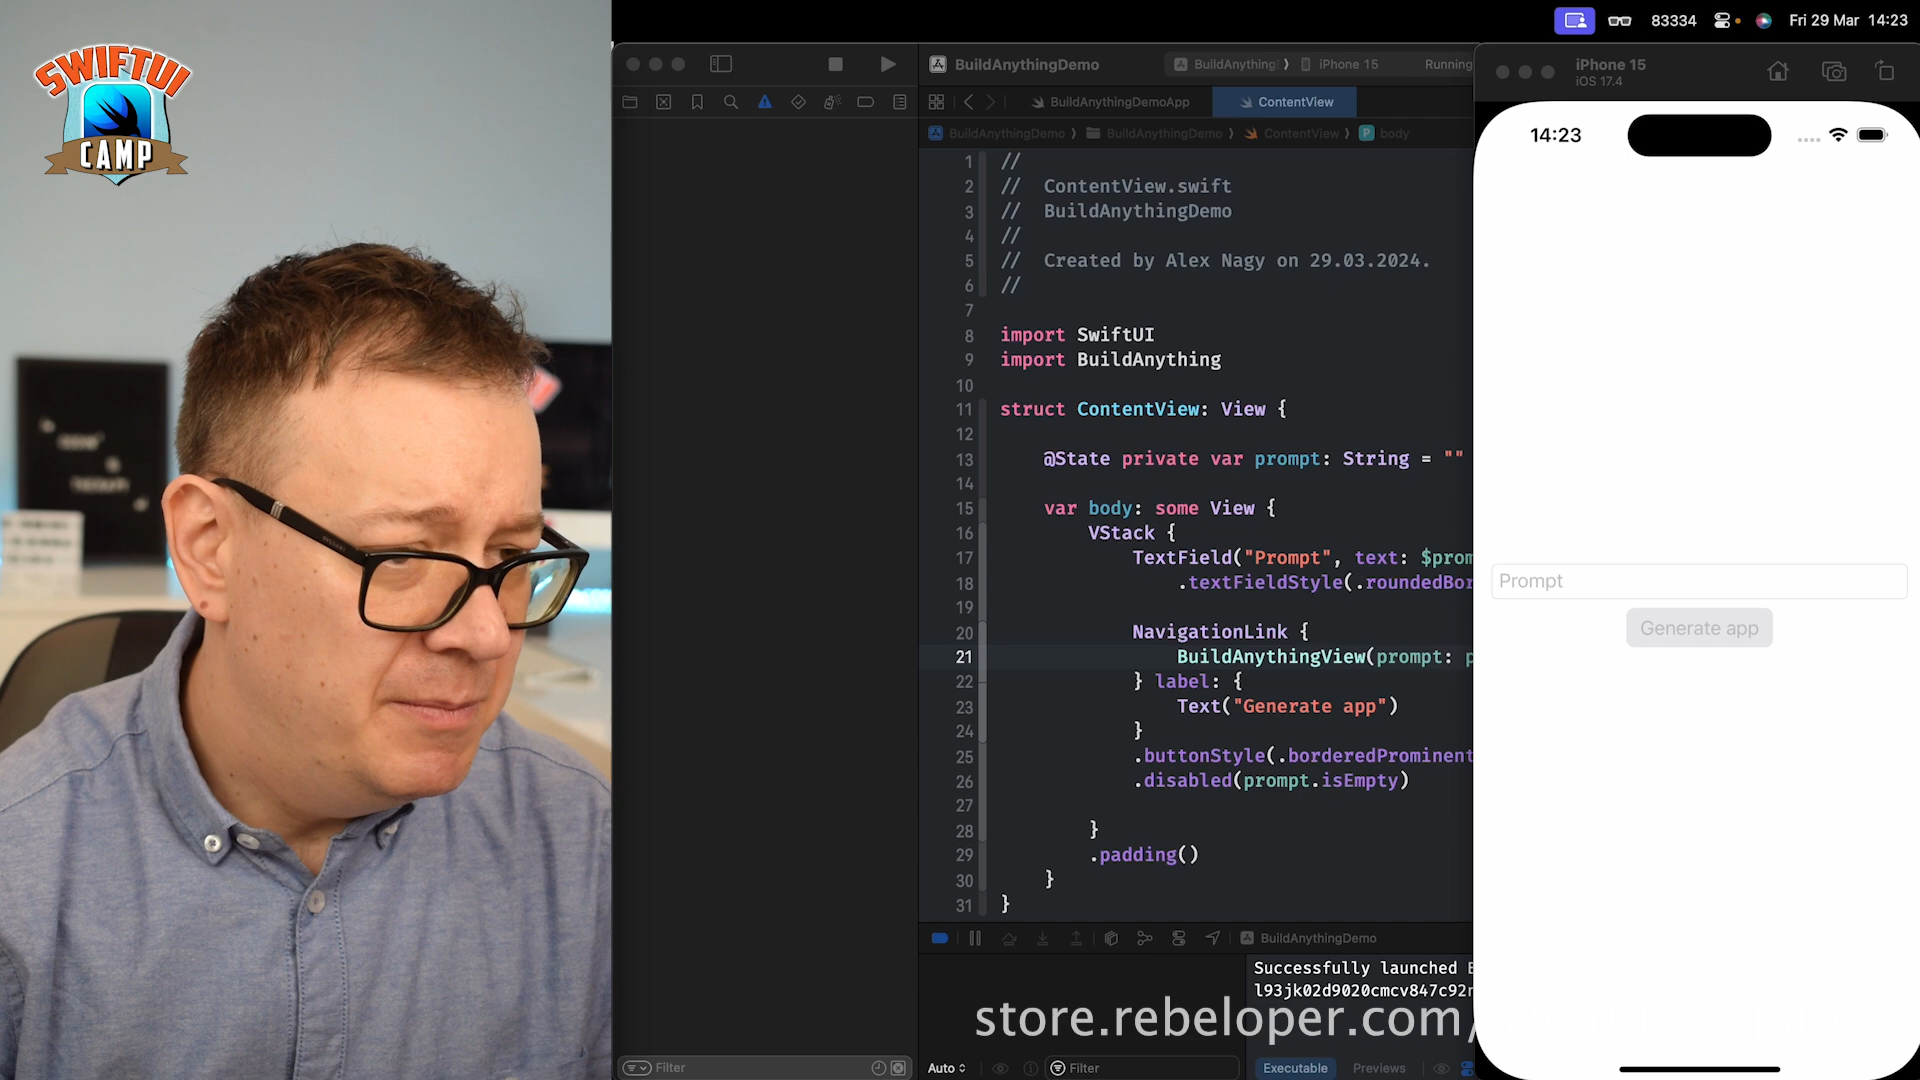 SWIFTUI
CAMP
83334
Fri 29 Mar 14:23
BuildAnythingDemo
BuildAnything
iPhone 15
Running
BuildAnythingDemoApp
ContentView
BuildAnythingDemo
BuildAnythingDemo
ContentView
P body
1 //
2 // ContentView.swift
3 // BuildAnythingDemo
4 //
5 // Created by Alex Nagy on 29.03.2024.
6 //
7
8 import SwiftUI
9 import BuildAnything
10
11 struct ContentView: View {
12
13 @State private var prompt: String = ""
14
15 var body: some View {
16 VStack {
17 TextField("Prompt", text: $prom
18 .textFieldStyle(.roundedBor
19
20 NavigationLink {
21 BuildAnythingView(prompt: p
22 } label: {
23 Text("Generate app")
24 }
25 .buttonStyle(.borderedProminent
26 .disabled(prompt.isEmpty)
27
28 }
29 .padding()
30 }
31 }
BuildAnythingDemo
Successfully launched
l93jk02d9020cmcv847c92
store.rebeloper.com/
Filter
Auto
Filter
Executable
Previews
iPhone 15
iOS 17.4
14:23
Prompt
Generate app